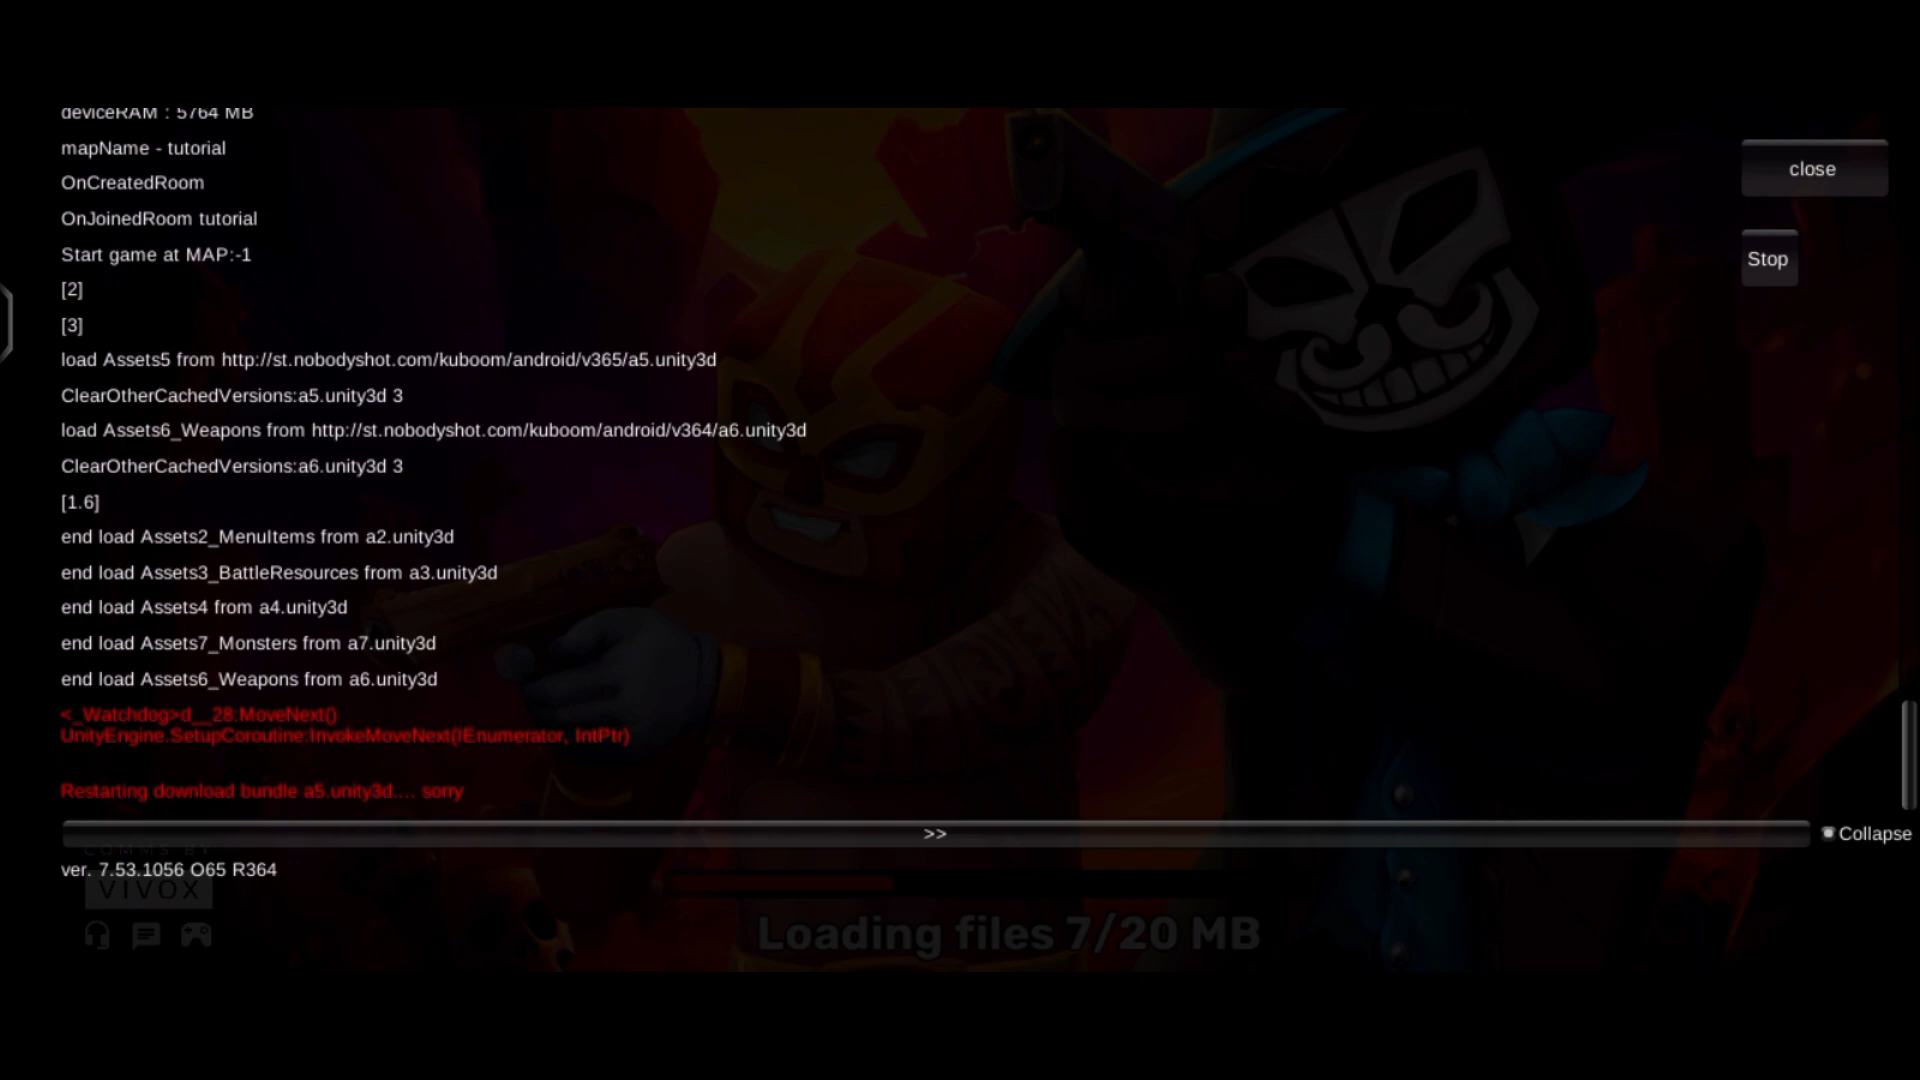 deviceRAM : 5764 MB
mapName - tutorial
OnCreatedRoom
OnJoinedRoom tutorial
Start game at MAP:-1
[2]
[3]
load Assets5 from http://st.nobodyshot.com/kuboom/android/v365/a5.unity3d
ClearOtherCachedVersions:a5.unity3d 3
load Assets6_Weapons from http://st.nobodyshot.com/kuboom/android/v364/a6.unity3d
ClearOtherCachedVersions:a6.unity3d 3
[1.6]
end load Assets2_MenuItems from a2.unity3d
end load Assets3_BattleResources from a3.unity3d
end load Assets4 from a4.unity3d
end load Assets7_Monsters from a7.unity3d
end load Assets6_Weapons from a6.unity3d
<_Watchdog>d__28:MoveNext()
UnityEngine.SetupCoroutine:InvokeMoveNext(IEnumerator, IntPtr)
Restarting download bundle a5.unity3d.... sorry
close
Stop
>>
Collapse
COMMS BY
ver. 7.53.1056 O65 R364
VIVOX
Loading files 7/20 MB